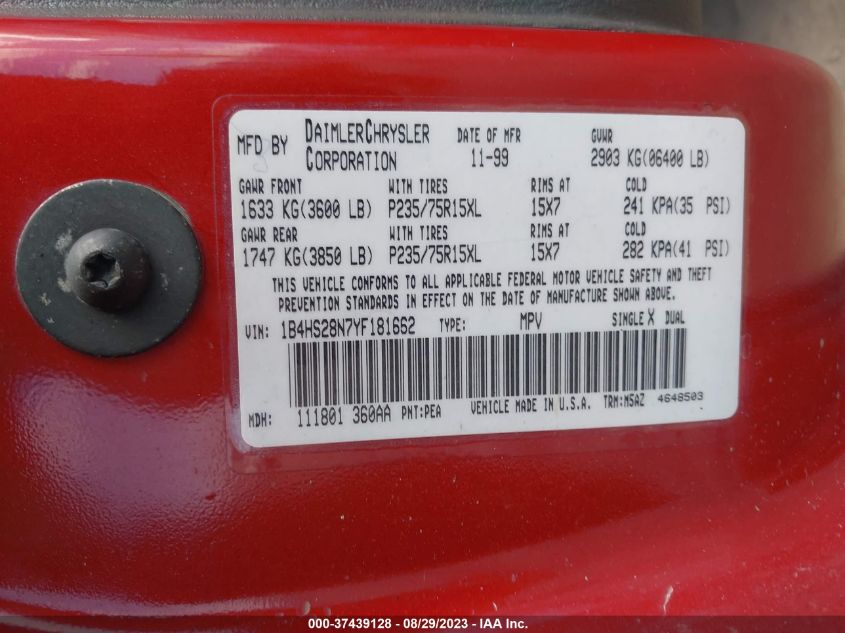 MFD BY DAIMLERCHRYSLER CORPORATION DATE OF MFR 11-99 GVWR 2903 KG(06400 LB)
GAWR FRONT WITH TIRES RIMS AT COLD
1633 KG(3600 LB) P235/75R15XL 15X7 241 KPA(35 PSI)
GAWR REAR WITH TIRES RIMS AT COLD
1747 KG(3850 LB) P235/75R15XL 15X7 282 KPA(41 PSI)
THIS VEHICLE CONFORMS TO ALL APPLICABLE FEDERAL MOTOR VEHICLE SAFETY AND THEFT
PREVENTION STANDARDS IN EFFECT ON THE DATE OF MANUFACTURE SHOWN ABOVE.
VIN: 1B4HS28N7YF181662 TYPE: MPV SINGLE X DUAL
MDH: 111801 360AA PNT:PEA VEHICLE MADE IN U.S.A. TRM:M5AZ 4648503
000-37439128 - 08/29/2023 - IAA Inc.